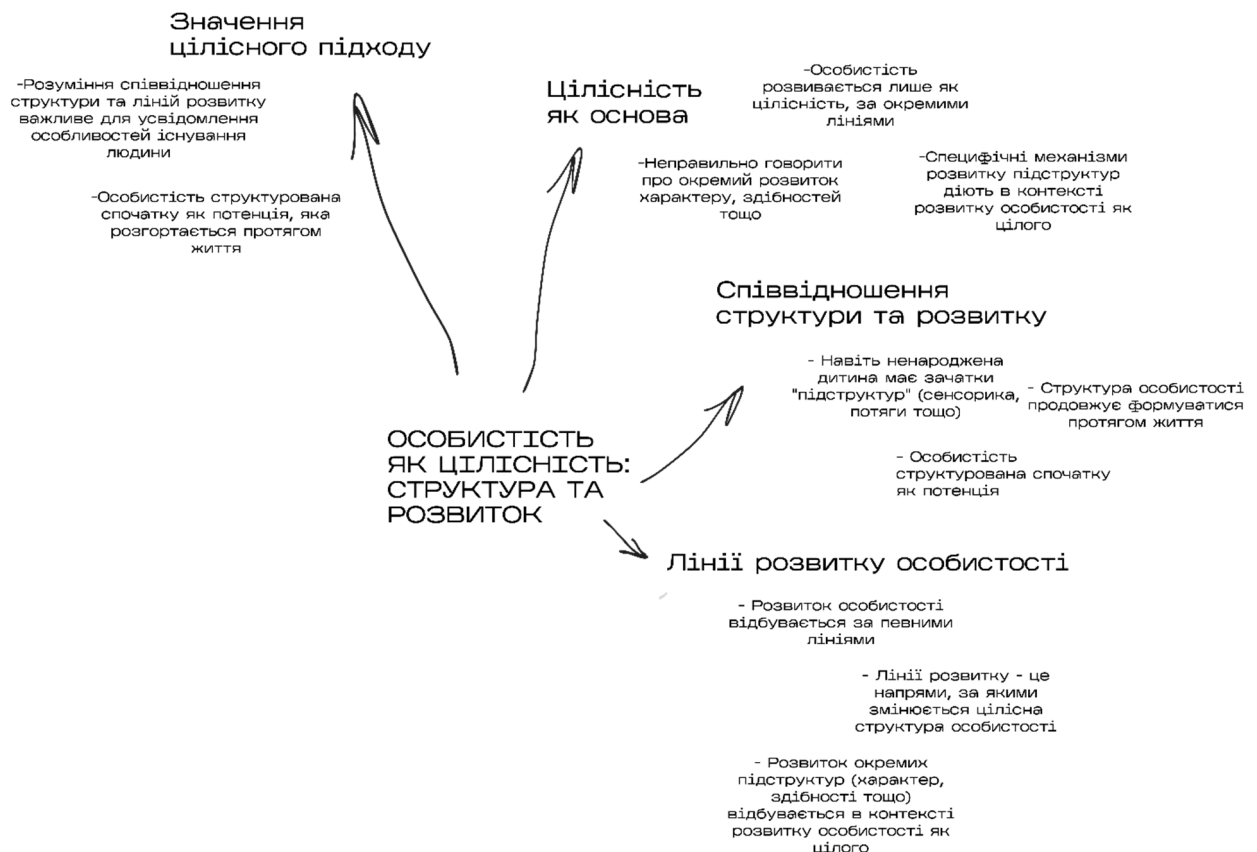 Значення
цілісного підходу
-Розуміння співвідношення
структури та ліній розвитку
важливе для усвідомлення
особливостей існування
людини
-Особистість структурована
спочатку як потенція, яка
розгортається протягом
життя
Цілісність
як основа
-Особистість
розвивається лише як
цілісність, за окремими
лініями
-Неправильно говорити
про окремий розвиток
характеру, здібностей
тощо
-Специфічні механізми
розвитку підструктур
діють в контексті
розвитку особистості як
цілого
Співвідношення
структури та розвитку
- Навіть ненароджена
дитина має зачатки
"підструктур" (сенсорика,
потяги тощо)
- Структура особистості
продовжує формуватися
протягом життя
- Особистість
структурована спочатку
як потенція
ОСОБИСТІСТЬ
ЯК ЦІЛІСНІСТЬ:
СТРУКТУРА ТА
РОЗВИТОК
Лінії розвитку особистості
- Розвиток особистості
відбувається за певними
лініями
- Лінії розвитку - це
напрями, за якими
змінюється цілісна
структура особистості
- Розвиток окремих
підструктур (характер,
здібності тощо)
відбувається в контексті
розвитку особистості як
цілого